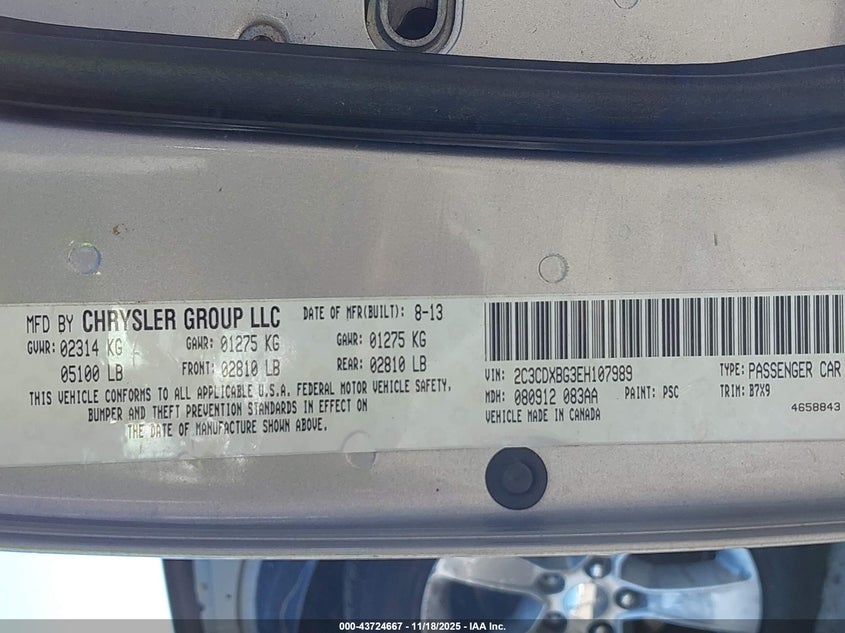 MFD BY CHRYSLER GROUP LLC DATE OF MFR(BUILT): 8-13
GVWR: 02314 KG GAWR: 01275 KG GAWR: 01275 KG
05100 LB FRONT: 02810 LB REAR: 02810 LB
THIS VEHICLE CONFORMS TO ALL APPLICABLE U.S.A. FEDERAL MOTOR VEHICLE SAFETY,
BUMPER AND THEFT PREVENTION STANDARDS IN EFFECT ON
THE DATE OF MANUFACTURE SHOWN ABOVE.
VIN: 2C3CDXBG3EH107989 TYPE: PASSENGER CAR
MDH: 080912 083AA PAINT: PSC TRIM: B7X9
VEHICLE MADE IN CANADA 4658843
000-43724667 - 11/18/2025 - IAA Inc.